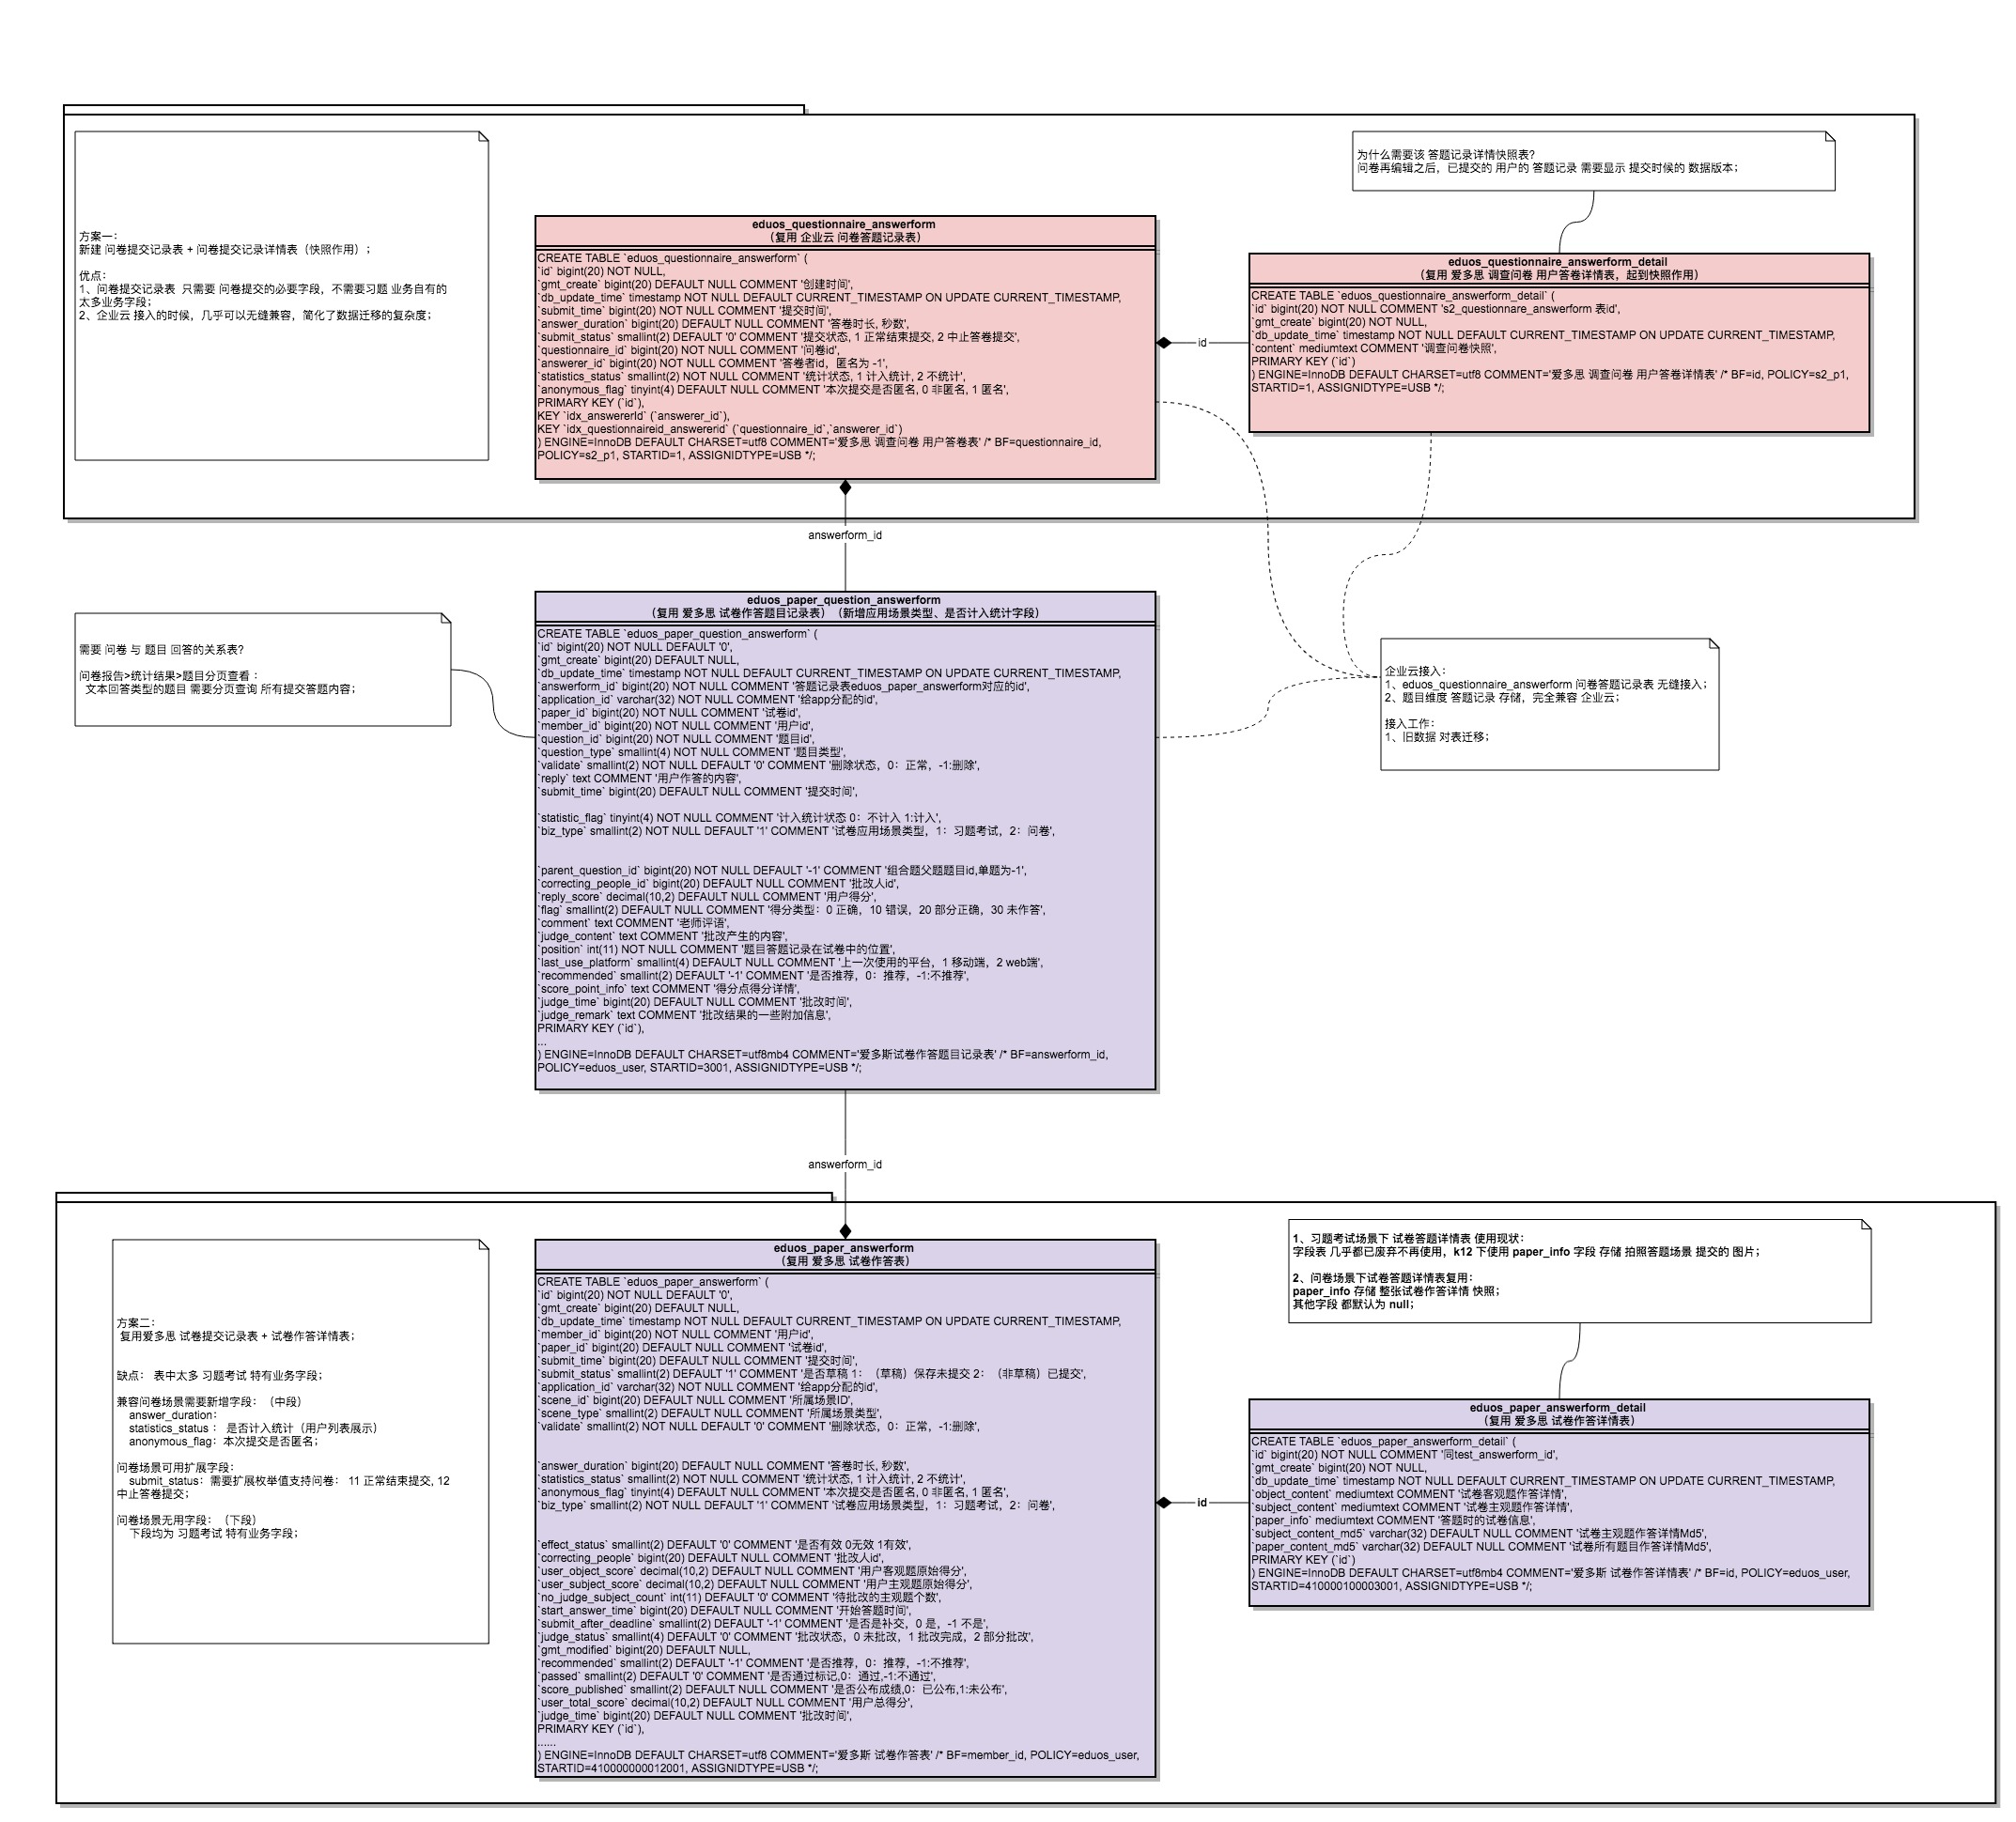 方案一：
新建 问卷提交记录表 + 问卷提交记录详情表（快照作用）；
优点：
1、问卷提交记录表  只需要 问卷提交的必要字段，不需要习题 业务自有的
太多业务字段；
2、企业云 接入的时候，几乎可以无缝兼容，简化了数据迁移的复杂度；
eduos_questionnaire_answerform
（复用 企业云 问卷答题记录表）
CREATE TABLE `eduos_questionnaire_answerform` (
`id` bigint(20) NOT NULL,
`gmt_create` bigint(20) DEFAULT NULL COMMENT '创建时间',
`db_update_time` timestamp NOT NULL DEFAULT CURRENT_TIMESTAMP ON UPDATE CURRENT_TIMESTAMP,
`submit_time` bigint(20) NOT NULL COMMENT '提交时间',
`answer_duration` bigint(20) DEFAULT NULL COMMENT '答卷时长, 秒数',
`submit_status` smallint(2) DEFAULT '0' COMMENT '提交状态, 1 正常结束提交, 2 中止答卷提交',
`questionnaire_id` bigint(20) NOT NULL COMMENT '问卷id',
`answerer_id` bigint(20) NOT NULL COMMENT '答卷者id，匿名为 -1',
`statistics_status` smallint(2) NOT NULL COMMENT '统计状态, 1 计入统计, 2 不统计',
`anonymous_flag` tinyint(4) DEFAULT NULL COMMENT '本次提交是否匿名, 0 非匿名, 1 匿名',
PRIMARY KEY (`id`),
KEY `idx_answererId` (`answerer_id`),
KEY `idx_questionnaireid_answererid` (`questionnaire_id`,`answerer_id`)
) ENGINE=InnoDB DEFAULT CHARSET=utf8 COMMENT='爱多思 调查问卷 用户答卷表' /* BF=questionnaire_id,
POLICY=s2_p1, STARTID=1, ASSIGNIDTYPE=USB */;
为什么需要该 答题记录详情快照表?
问卷再编辑之后，已提交的 用户的 答题记录 需要显示 提交时候的 数据版本；
id
eduos_questionnaire_answerform_detail
（复用 爱多思 调查问卷 用户答卷详情表，起到快照作用）
CREATE TABLE `eduos_questionnaire_answerform_detail` (
`id` bigint(20) NOT NULL COMMENT 's2_questionnare_answerform 表id',
`gmt_create` bigint(20) NOT NULL,
`db_update_time` timestamp NOT NULL DEFAULT CURRENT_TIMESTAMP ON UPDATE CURRENT_TIMESTAMP,
`content` mediumtext COMMENT '调查问卷快照',
PRIMARY KEY (`id`)
) ENGINE=InnoDB DEFAULT CHARSET=utf8 COMMENT='爱多思 调查问卷 用户答卷详情表' /* BF=id, POLICY=s2_p1,
STARTID=1, ASSIGNIDTYPE=USB */;
answerform_id
需要 问卷 与 题目 回答的关系表?
问卷报告>统计结果>题目分页查看 ：
文本回答类型的题目 需要分页查询 所有提交答题内容；
eduos_paper_question_answerform
（复用 爱多思 试卷作答题目记录表）（新增应用场景类型、是否计入统计字段）
CREATE TABLE `eduos_paper_question_answerform` (
`id` bigint(20) NOT NULL DEFAULT '0',
`gmt_create` bigint(20) DEFAULT NULL,
`db_update_time` timestamp NOT NULL DEFAULT CURRENT_TIMESTAMP ON UPDATE CURRENT_TIMESTAMP,
`answerform_id` bigint(20) NOT NULL COMMENT '答题记录表eduos_paper_answerform对应的id',
`application_id` varchar(32) NOT NULL COMMENT '给app分配的id',
`paper_id` bigint(20) NOT NULL COMMENT '试卷id',
`member_id` bigint(20) NOT NULL COMMENT '用户id',
`question_id` bigint(20) NOT NULL COMMENT '题目id',
`question_type` smallint(4) NOT NULL COMMENT '题目类型',
`validate` smallint(2) NOT NULL DEFAULT '0' COMMENT '删除状态，0：正常，-1:删除',
`reply` text COMMENT '用户作答的内容',
`submit_time` bigint(20) DEFAULT NULL COMMENT '提交时间',
`statistic_flag` tinyint(4) NOT NULL COMMENT '计入统计状态 0：不计入 1:计入',
`biz_type` smallint(2) NOT NULL DEFAULT '1' COMMENT '试卷应用场景类型，1：习题考试，2：问卷',
`parent_question_id` bigint(20) NOT NULL DEFAULT '-1' COMMENT '组合题父题题目id,单题为-1',
`correcting_people_id` bigint(20) DEFAULT NULL COMMENT '批改人id',
`reply_score` decimal(10,2) DEFAULT NULL COMMENT '用户得分',
`flag` smallint(2) DEFAULT NULL COMMENT '得分类型：0 正确，10 错误，20 部分正确，30 未作答',
`comment` text COMMENT '老师评语',
`judge_content` text COMMENT '批改产生的内容',
`position` int(11) NOT NULL COMMENT '题目答题记录在试卷中的位置',
`last_use_platform` smallint(4) DEFAULT NULL COMMENT '上一次使用的平台，1 移动端，2 web端',
`recommended` smallint(2) DEFAULT '-1' COMMENT '是否推荐，0：推荐，-1:不推荐',
`score_point_info` text COMMENT '得分点得分详情',
`judge_time` bigint(20) DEFAULT NULL COMMENT '批改时间',
`judge_remark` text COMMENT '批改结果的一些附加信息',
PRIMARY KEY (`id`),
...
) ENGINE=InnoDB DEFAULT CHARSET=utf8mb4 COMMENT='爱多斯试卷作答题目记录表' /* BF=answerform_id,
POLICY=eduos_user, STARTID=3001, ASSIGNIDTYPE=USB */;
企业云接入：
1、eduos_questionnaire_answerform 问卷答题记录表 无缝接入；
2、题目维度 答题记录 存储，完全兼容 企业云；
接入工作：
1、旧数据 对表迁移；
answerform_id
方案二：
复用爱多思 试卷提交记录表 + 试卷作答详情表；
缺点： 表中太多 习题考试 特有业务字段；
兼容问卷场景需要新增字段：（中段）
answer_duration：
statistics_status ： 是否计入统计（用户列表展示）
anonymous_flag：本次提交是否匿名；
问卷场景可用扩展字段：
submit_status：需要扩展枚举值支持问卷： 11 正常结束提交, 12
中止答卷提交；
问卷场景无用字段：（下段）
下段均为 习题考试 特有业务字段；
eduos_paper_answerform
（复用 爱多思 试卷作答表）
CREATE TABLE `eduos_paper_answerform` (
`id` bigint(20) NOT NULL DEFAULT '0',
`gmt_create` bigint(20) DEFAULT NULL,
`db_update_time` timestamp NOT NULL DEFAULT CURRENT_TIMESTAMP ON UPDATE CURRENT_TIMESTAMP,
`member_id` bigint(20) NOT NULL COMMENT '用户id',
`paper_id` bigint(20) NOT NULL COMMENT '试卷id',
`submit_time` bigint(20) DEFAULT NULL COMMENT '提交时间',
`submit_status` smallint(2) DEFAULT '1' COMMENT '是否草稿 1：（草稿）保存未提交 2：（非草稿）已提交',
`application_id` varchar(32) NOT NULL COMMENT '给app分配的id',
`scene_id` bigint(20) DEFAULT NULL COMMENT '所属场景ID',
`scene_type` smallint(2) DEFAULT NULL COMMENT '所属场景类型',
`validate` smallint(2) NOT NULL DEFAULT '0' COMMENT '删除状态，0：正常，-1:删除',
`answer_duration` bigint(20) DEFAULT NULL COMMENT '答卷时长, 秒数',
`statistics_status` smallint(2) NOT NULL COMMENT '统计状态, 1 计入统计, 2 不统计',
`anonymous_flag` tinyint(4) DEFAULT NULL COMMENT '本次提交是否匿名, 0 非匿名, 1 匿名',
`biz_type` smallint(2) NOT NULL DEFAULT '1' COMMENT '试卷应用场景类型，1：习题考试，2：问卷',
`effect_status` smallint(2) DEFAULT '0' COMMENT '是否有效 0无效 1有效',
`correcting_people` bigint(20) DEFAULT NULL COMMENT '批改人id',
`user_object_score` decimal(10,2) DEFAULT NULL COMMENT '用户客观题原始得分',
`user_subject_score` decimal(10,2) DEFAULT NULL COMMENT '用户主观题原始得分',
`no_judge_subject_count` int(11) DEFAULT '0' COMMENT '待批改的主观题个数',
`start_answer_time` bigint(20) DEFAULT NULL COMMENT '开始答题时间',
`submit_after_deadline` smallint(2) DEFAULT '-1' COMMENT '是否是补交，0 是，-1 不是',
`judge_status` smallint(4) DEFAULT '0' COMMENT '批改状态，0 未批改，1 批改完成，2 部分批改',
`gmt_modified` bigint(20) DEFAULT NULL,
`recommended` smallint(2) DEFAULT '-1' COMMENT '是否推荐，0：推荐，-1:不推荐',
`passed` smallint(2) DEFAULT '0' COMMENT '是否通过标记,0：通过,-1:不通过',
`score_published` smallint(2) DEFAULT NULL COMMENT '是否公布成绩,0：已公布,1:未公布',
`user_total_score` decimal(10,2) DEFAULT NULL COMMENT '用户总得分',
`judge_time` bigint(20) DEFAULT NULL COMMENT '批改时间',
PRIMARY KEY (`id`),
......
) ENGINE=InnoDB DEFAULT CHARSET=utf8 COMMENT='爱多斯 试卷作答表' /* BF=member_id, POLICY=eduos_user,
STARTID=410000000012001, ASSIGNIDTYPE=USB */;
1、习题考试场景下 试卷答题详情表 使用现状：
字段表 几乎都已废弃不再使用，k12 下使用 paper_info 字段 存储 拍照答题场景 提交的 图片；
2、问卷场景下试卷答题详情表复用：
paper_info 存储 整张试卷作答详情 快照；
其他字段 都默认为 null；
id
eduos_paper_answerform_detail
（复用 爱多思 试卷作答详情表）
CREATE TABLE `eduos_paper_answerform_detail` (
`id` bigint(20) NOT NULL COMMENT '同test_answerform_id',
`gmt_create` bigint(20) NOT NULL,
`db_update_time` timestamp NOT NULL DEFAULT CURRENT_TIMESTAMP ON UPDATE CURRENT_TIMESTAMP,
`object_content` mediumtext COMMENT '试卷客观题作答详情',
`subject_content` mediumtext COMMENT '试卷主观题作答详情',
`paper_info` mediumtext COMMENT '答题时的试卷信息',
`subject_content_md5` varchar(32) DEFAULT NULL COMMENT '试卷主观题作答详情Md5',
`paper_content_md5` varchar(32) DEFAULT NULL COMMENT '试卷所有题目作答详情Md5',
PRIMARY KEY (`id`)
) ENGINE=InnoDB DEFAULT CHARSET=utf8mb4 COMMENT='爱多斯 试卷作答详情表' /* BF=id, POLICY=eduos_user,
STARTID=410000100003001, ASSIGNIDTYPE=USB */;